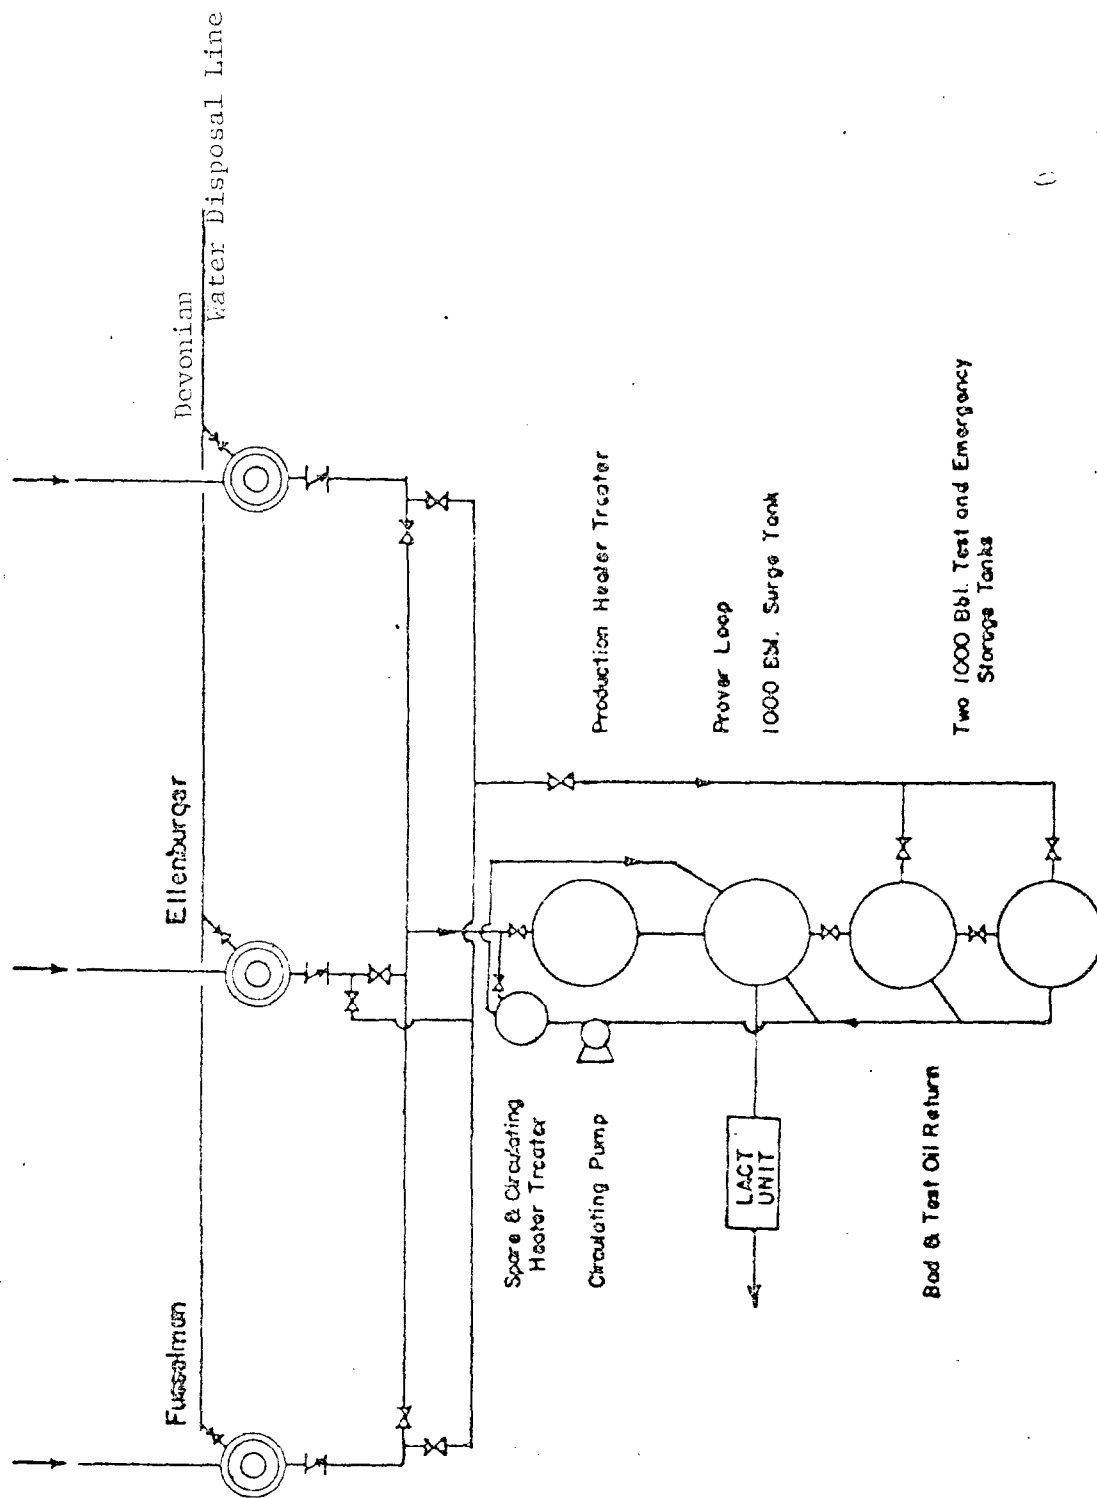 Fusselman
Ellenburger
Devonian
Water Disposal Line
Spare & Circulating
Heater Treater
Production Heater Treater
Circulating Pump
Prover Loop
1000 Bbl. Surge Tank
LACT
UNIT
Bad & Test Oil Return
Two 1000 Bbl. Test and Emergency
Storage Tanks